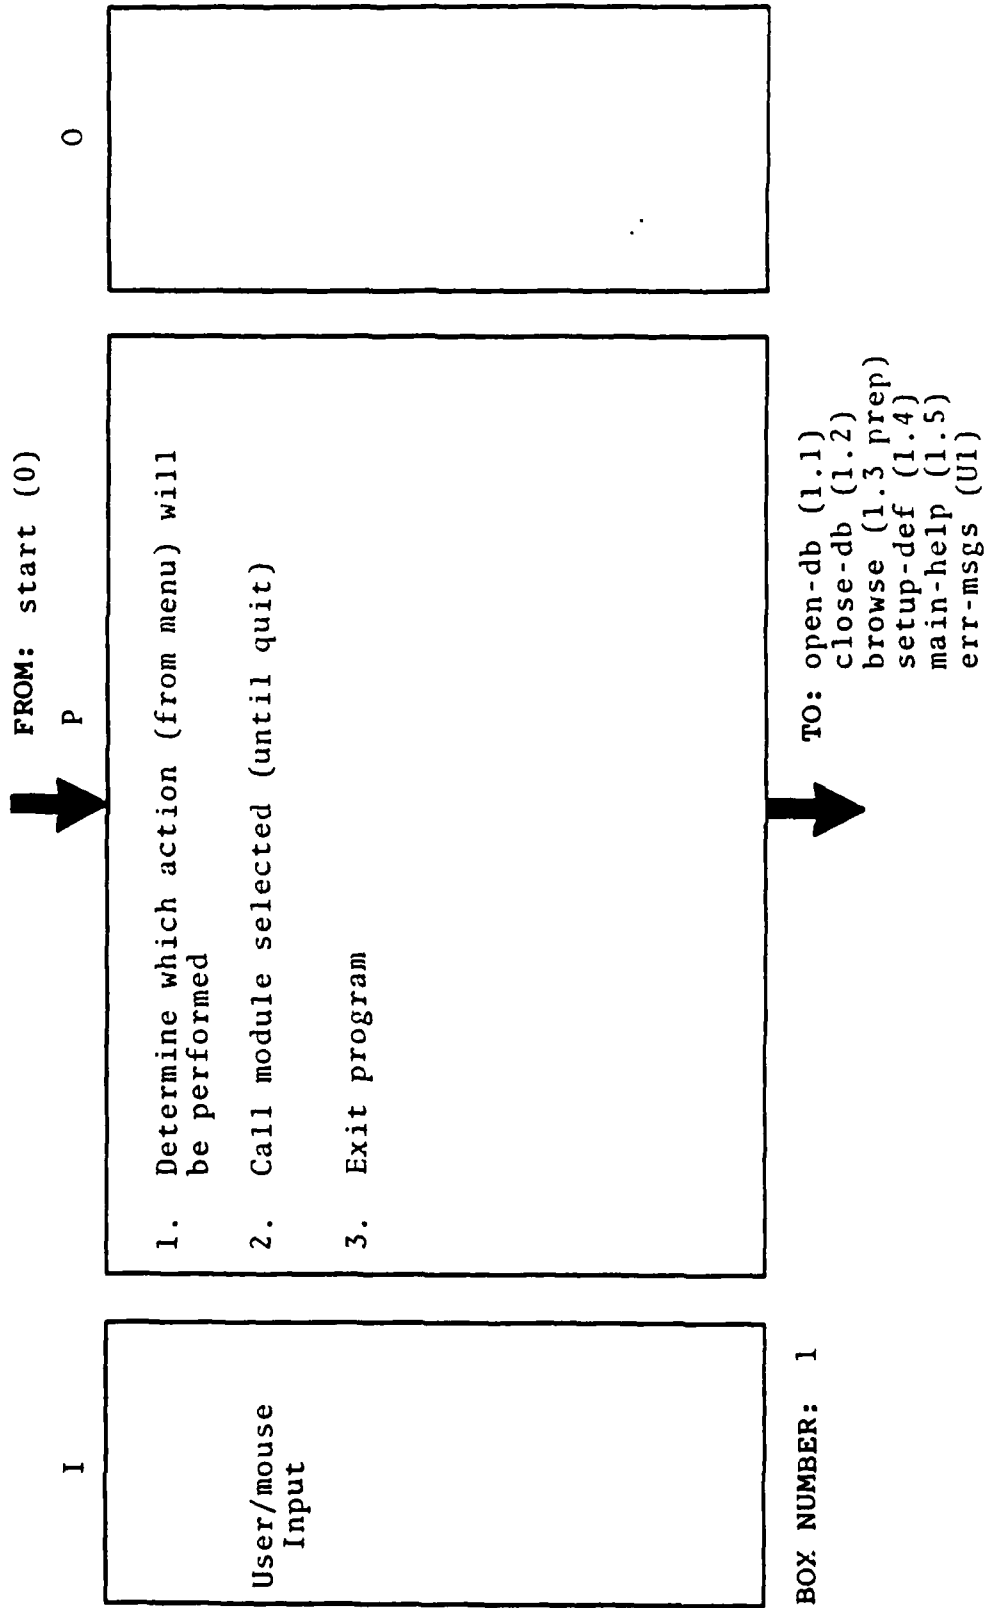 FROM: start (0)
I
P
O
User/mouse
Input
1. Determine which action (from menu) will
be performed
2. Call module selected (until quit)
3. Exit program
BOX NUMBER: 1
TO: open-db (1.1)
close-db (1.2)
browse (1.3 prep)
setup-def (1.4)
main-help (1.5)
err-msgs (U1)